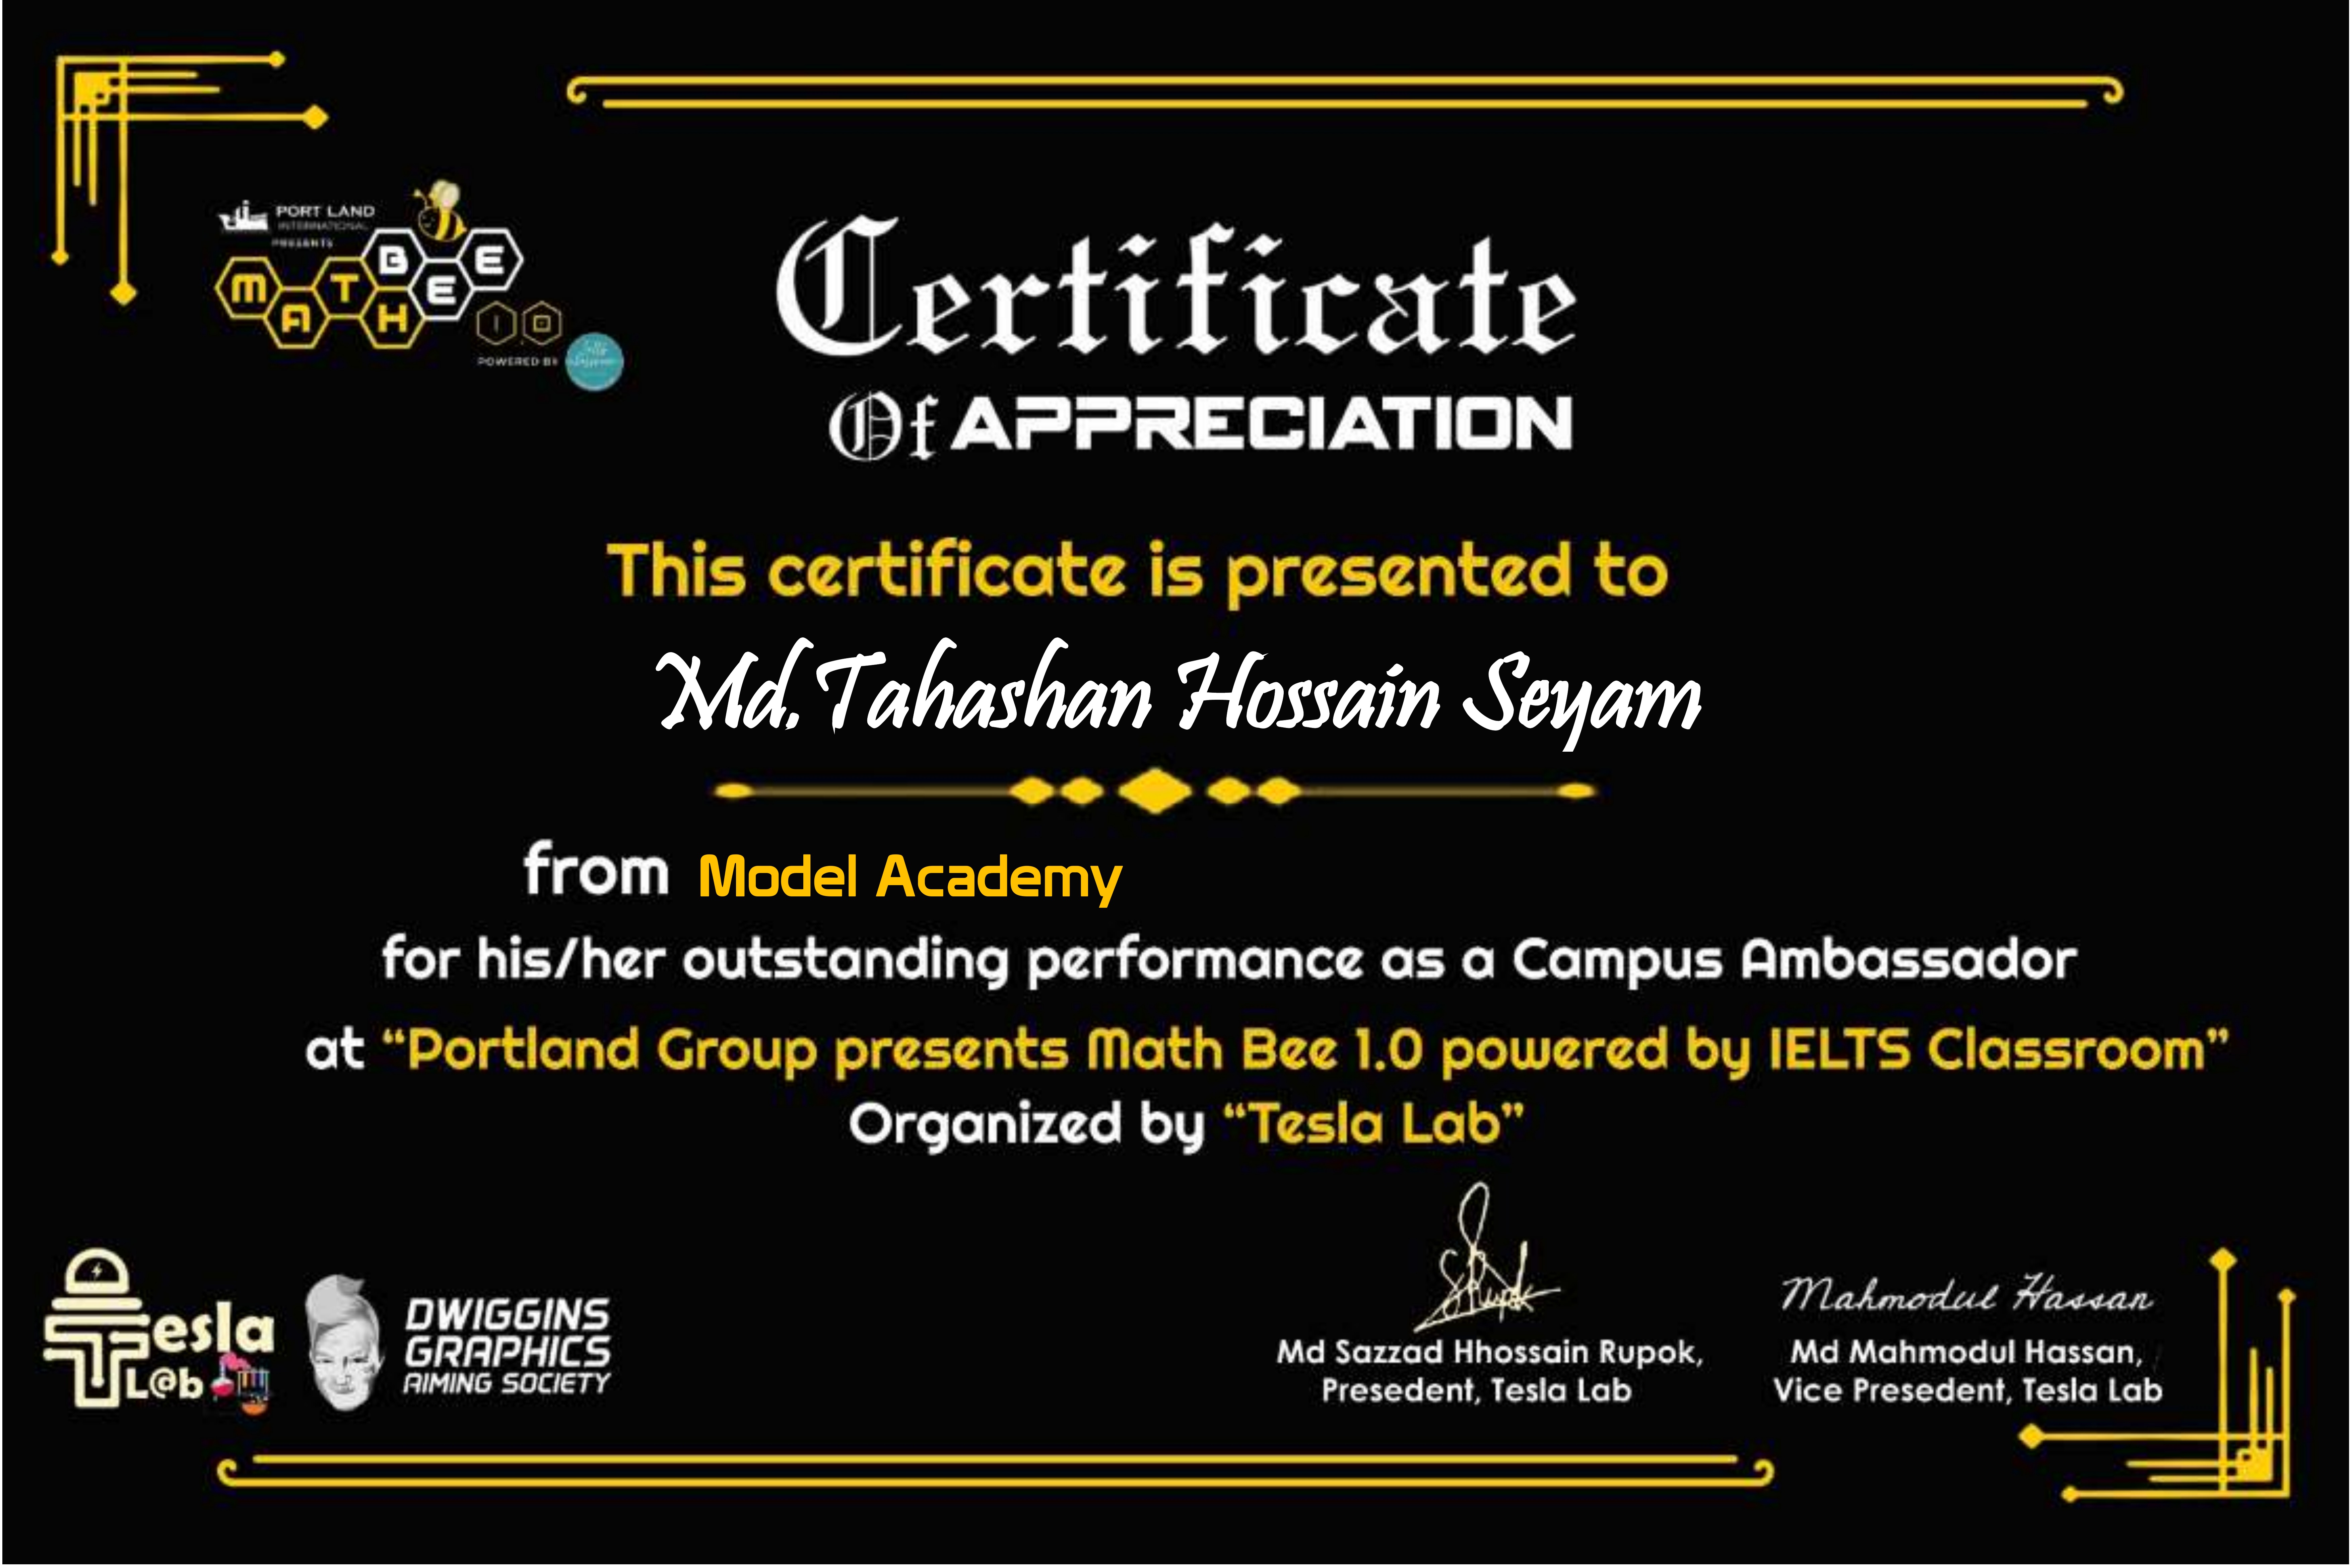 PORT LAND
INTERNATIONAL
PRESENTS
MATH BEE
1.0
POWERED BY
Certificate
Of APPRECIATION
This certificate is presented to
Md. Tahashan Hossain Seyam
from Model Academy
for his/her outstanding performance as a Campus Ambassador
at “Portland Group presents Math Bee 1.0 powered by IELTS Classroom”
Organized by “Tesla Lab”
Tesla
L@b
DWIGGINS
GRAPHICS
AIMING SOCIETY
Mahmodul Hassan
Md Sazzad Hhossain Rupok,
Presedent, Tesla Lab
Md Mahmodul Hassan,
Vice Presedent, Tesla Lab